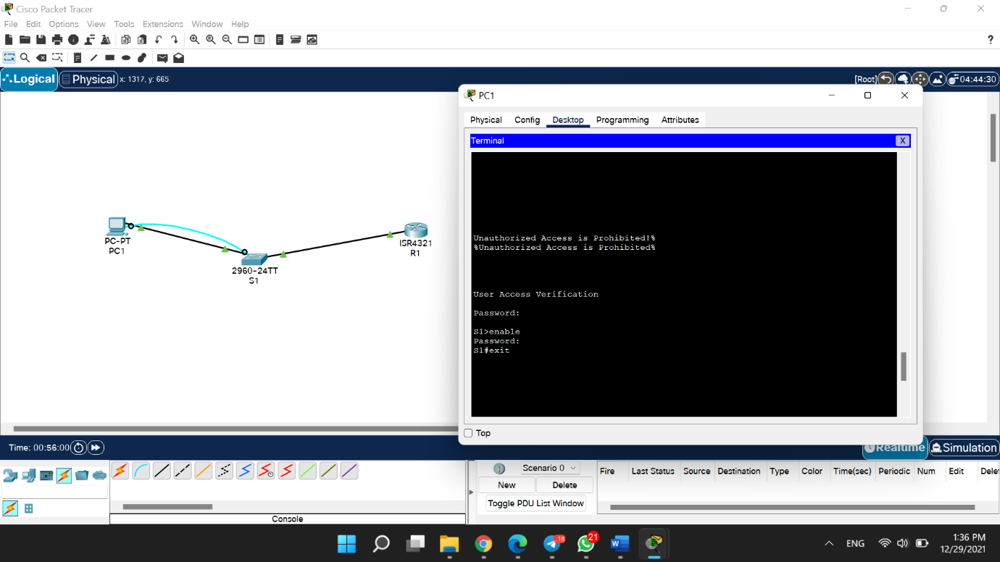 Cisco Packet Tracer
File Edit Options View Tools Extensions Window Help
?
Logical Physical x: 1317, y: 665
[Root] 04:44:30
PC1
Physical Config Desktop Programming Attributes
Terminal
X
Unauthorized Access is Prohibited!%
%Unauthorized Access is Prohibited%
User Access Verification
Password:
S1>enable
Password:
S1#exit
Top
PC-PT
PC1
2960-24TT
S1
ISR4321
R1
Time: 00:56:00
Realtime Simulation
Scenario 0
New Delete
Toggle PDU List Window
Fire Last Status Source Destination Type Color Time(sec) Periodic Num Edit Delet
Console
18
21
ENG
1:36 PM
12/29/2021